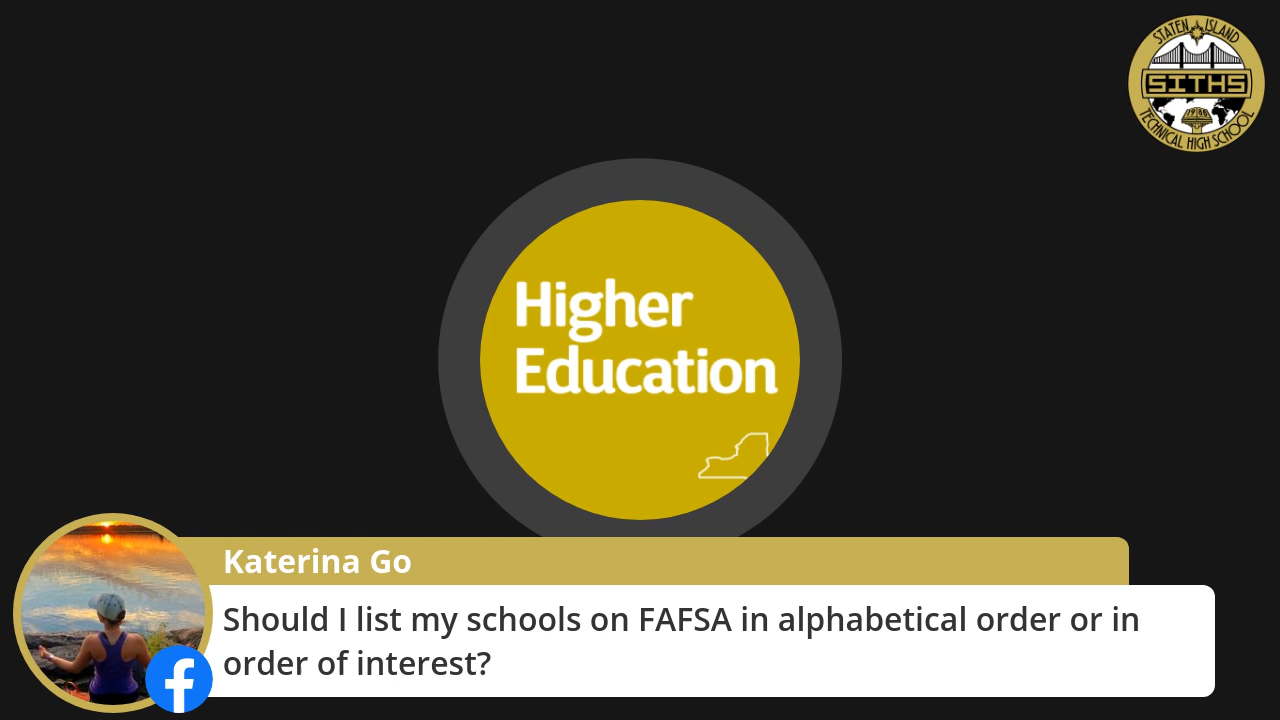 STATEN ISLAND
SITHS
TECHNICAL HIGH SCHOOL
Higher
Education
Katerina Go
Should I list my schools on FAFSA in alphabetical order or in
order of interest?